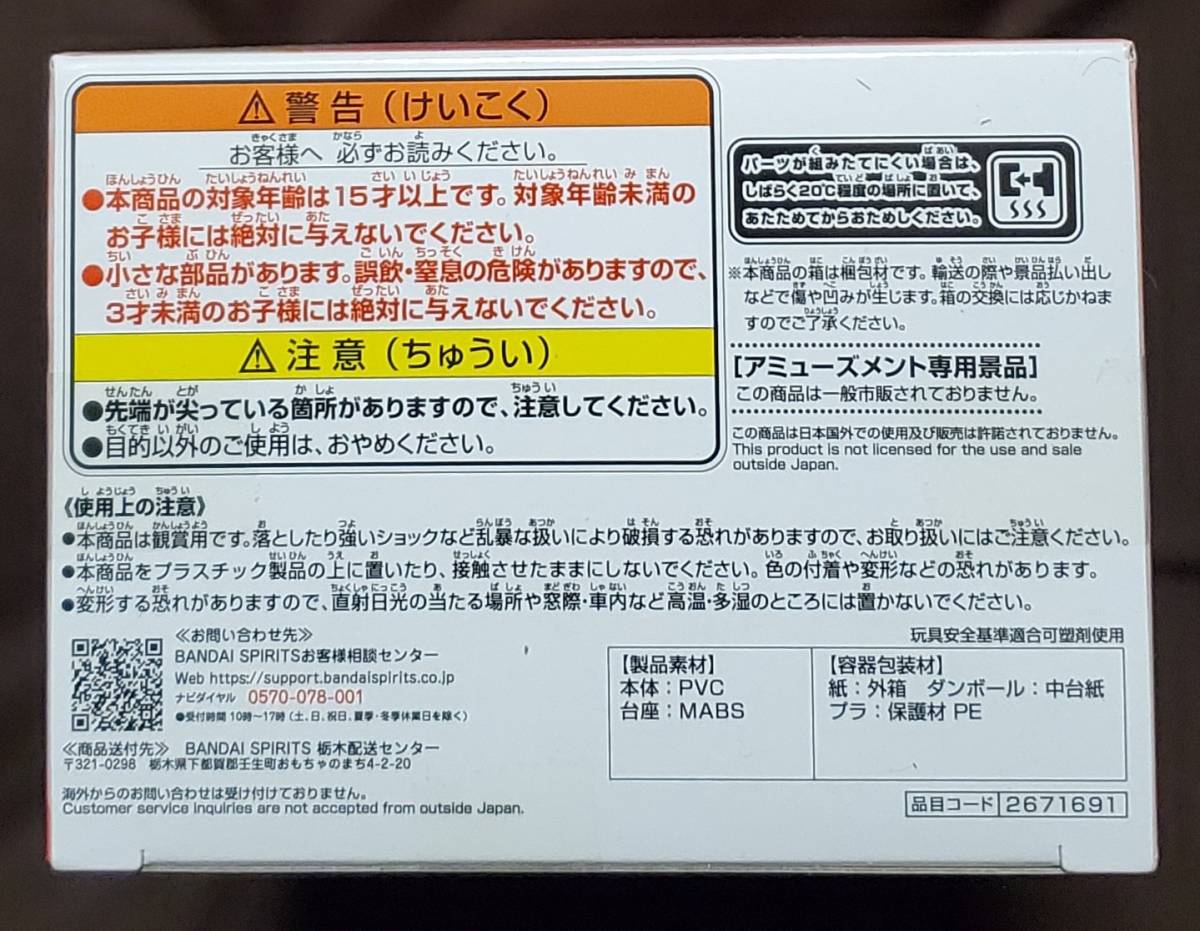 ⚠警告(けいこく)
お客様へ 必ずお読みください。
●本商品の対象年齢は15才以上です。対象年齢未満の
お子様には絶対に与えないでください。
●小さな部品があります。誤飲・窒息の危険がありますので、
3才未満のお子様には絶対に与えないでください。
⚠注意(ちゅうい)
●先端が尖っている箇所がありますので、注意してください。
●目的以外のご使用は、おやめください。
パーツが組みたてにくい場合は、
しばらく20℃程度の場所に置いて、
あたためてからおためしください。
※本商品の箱は梱包材です。輸送の際や景品払い出し
などで傷や凹みが生じます。箱の交換には応じかねま
すのでご了承ください。
[アミューズメント専用景品]
この商品は一般市販されておりません。
この商品は日本国外での使用及び販売は許諾されておりません。
This product is not licensed for the use and sale
outside Japan.
《使用上の注意》
●本商品は観賞用です。落としたり強いショックなど乱暴な扱いにより破損する恐れがありますので、お取り扱いにはご注意ください。
●本商品をプラスチック製品の上に置いたり、接触させたままにしないでください。色の付着や変形などの恐れがあります。
●変形する恐れがありますので、直射日光の当たる場所や窓際・車内など高温・多湿のところには置かないでください。
≪お問い合わせ先≫
BANDAI SPIRITSお客様相談センター
Web https://support.bandaispirits.co.jp
ナビダイヤル 0570-078-001
●受付時間 10時～17時(土、日、祝日、夏季・冬季休業日を除く)
≪商品送付先≫ BANDAI SPIRITS 栃木配送センター
〒321-0298 栃木県下都賀郡壬生町おもちゃのまち4-2-20
海外からのお問い合わせは受け付けておりません。
Customer service inquiries are not accepted from outside Japan.
玩具安全基準適合可塑剤使用
【製品素材】
本体：PVC
台座：MABS
【容器包装材】
紙：外箱 ダンボール：中台紙
プラ：保護材 PE
品目コード 2671691